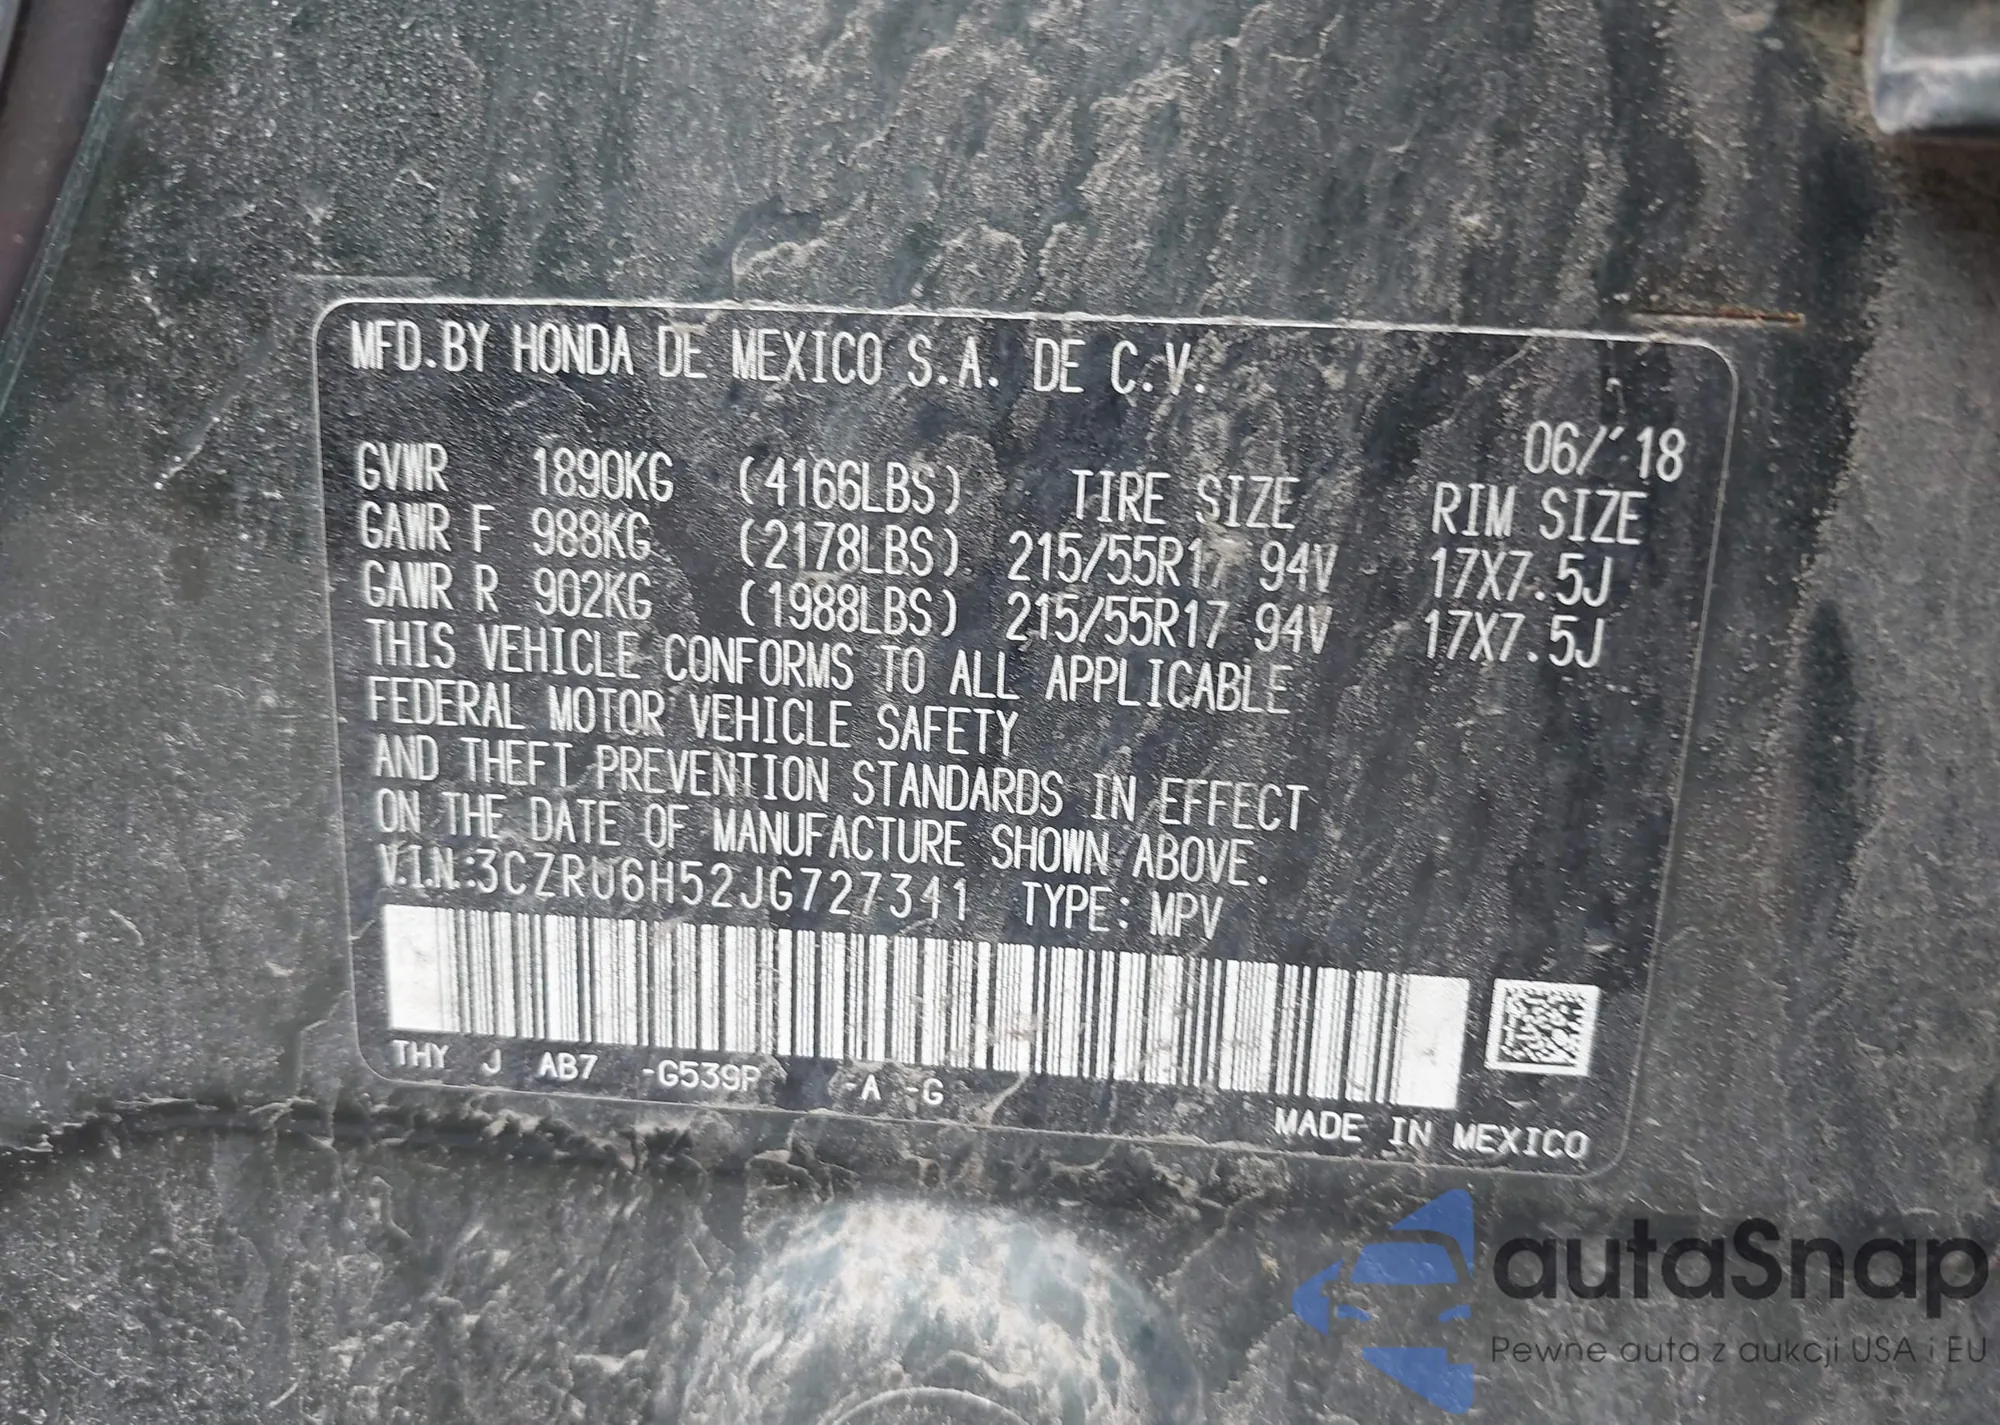 MFD.BY HONDA DE MEXICO S.A. DE C.V.
06/'18
GVWR 1890KG (4166LBS) TIRE SIZE RIM SIZE
GAWR F 988KG (2178LBS) 215/55R17 94V 17X7.5J
GAWR R 902KG (1988LBS) 215/55R17 94V 17X7.5J
THIS VEHICLE CONFORMS TO ALL APPLICABLE
FEDERAL MOTOR VEHICLE SAFETY
AND THEFT PREVENTION STANDARDS IN EFFECT
ON THE DATE OF MANUFACTURE SHOWN ABOVE.
V.I.N.:3CZRU6H52JG727341 TYPE: MPV
THY J AB7 -G539P -A -G
MADE IN MEXICO
autaSnap
Pewne auta z aukcji USA i EU